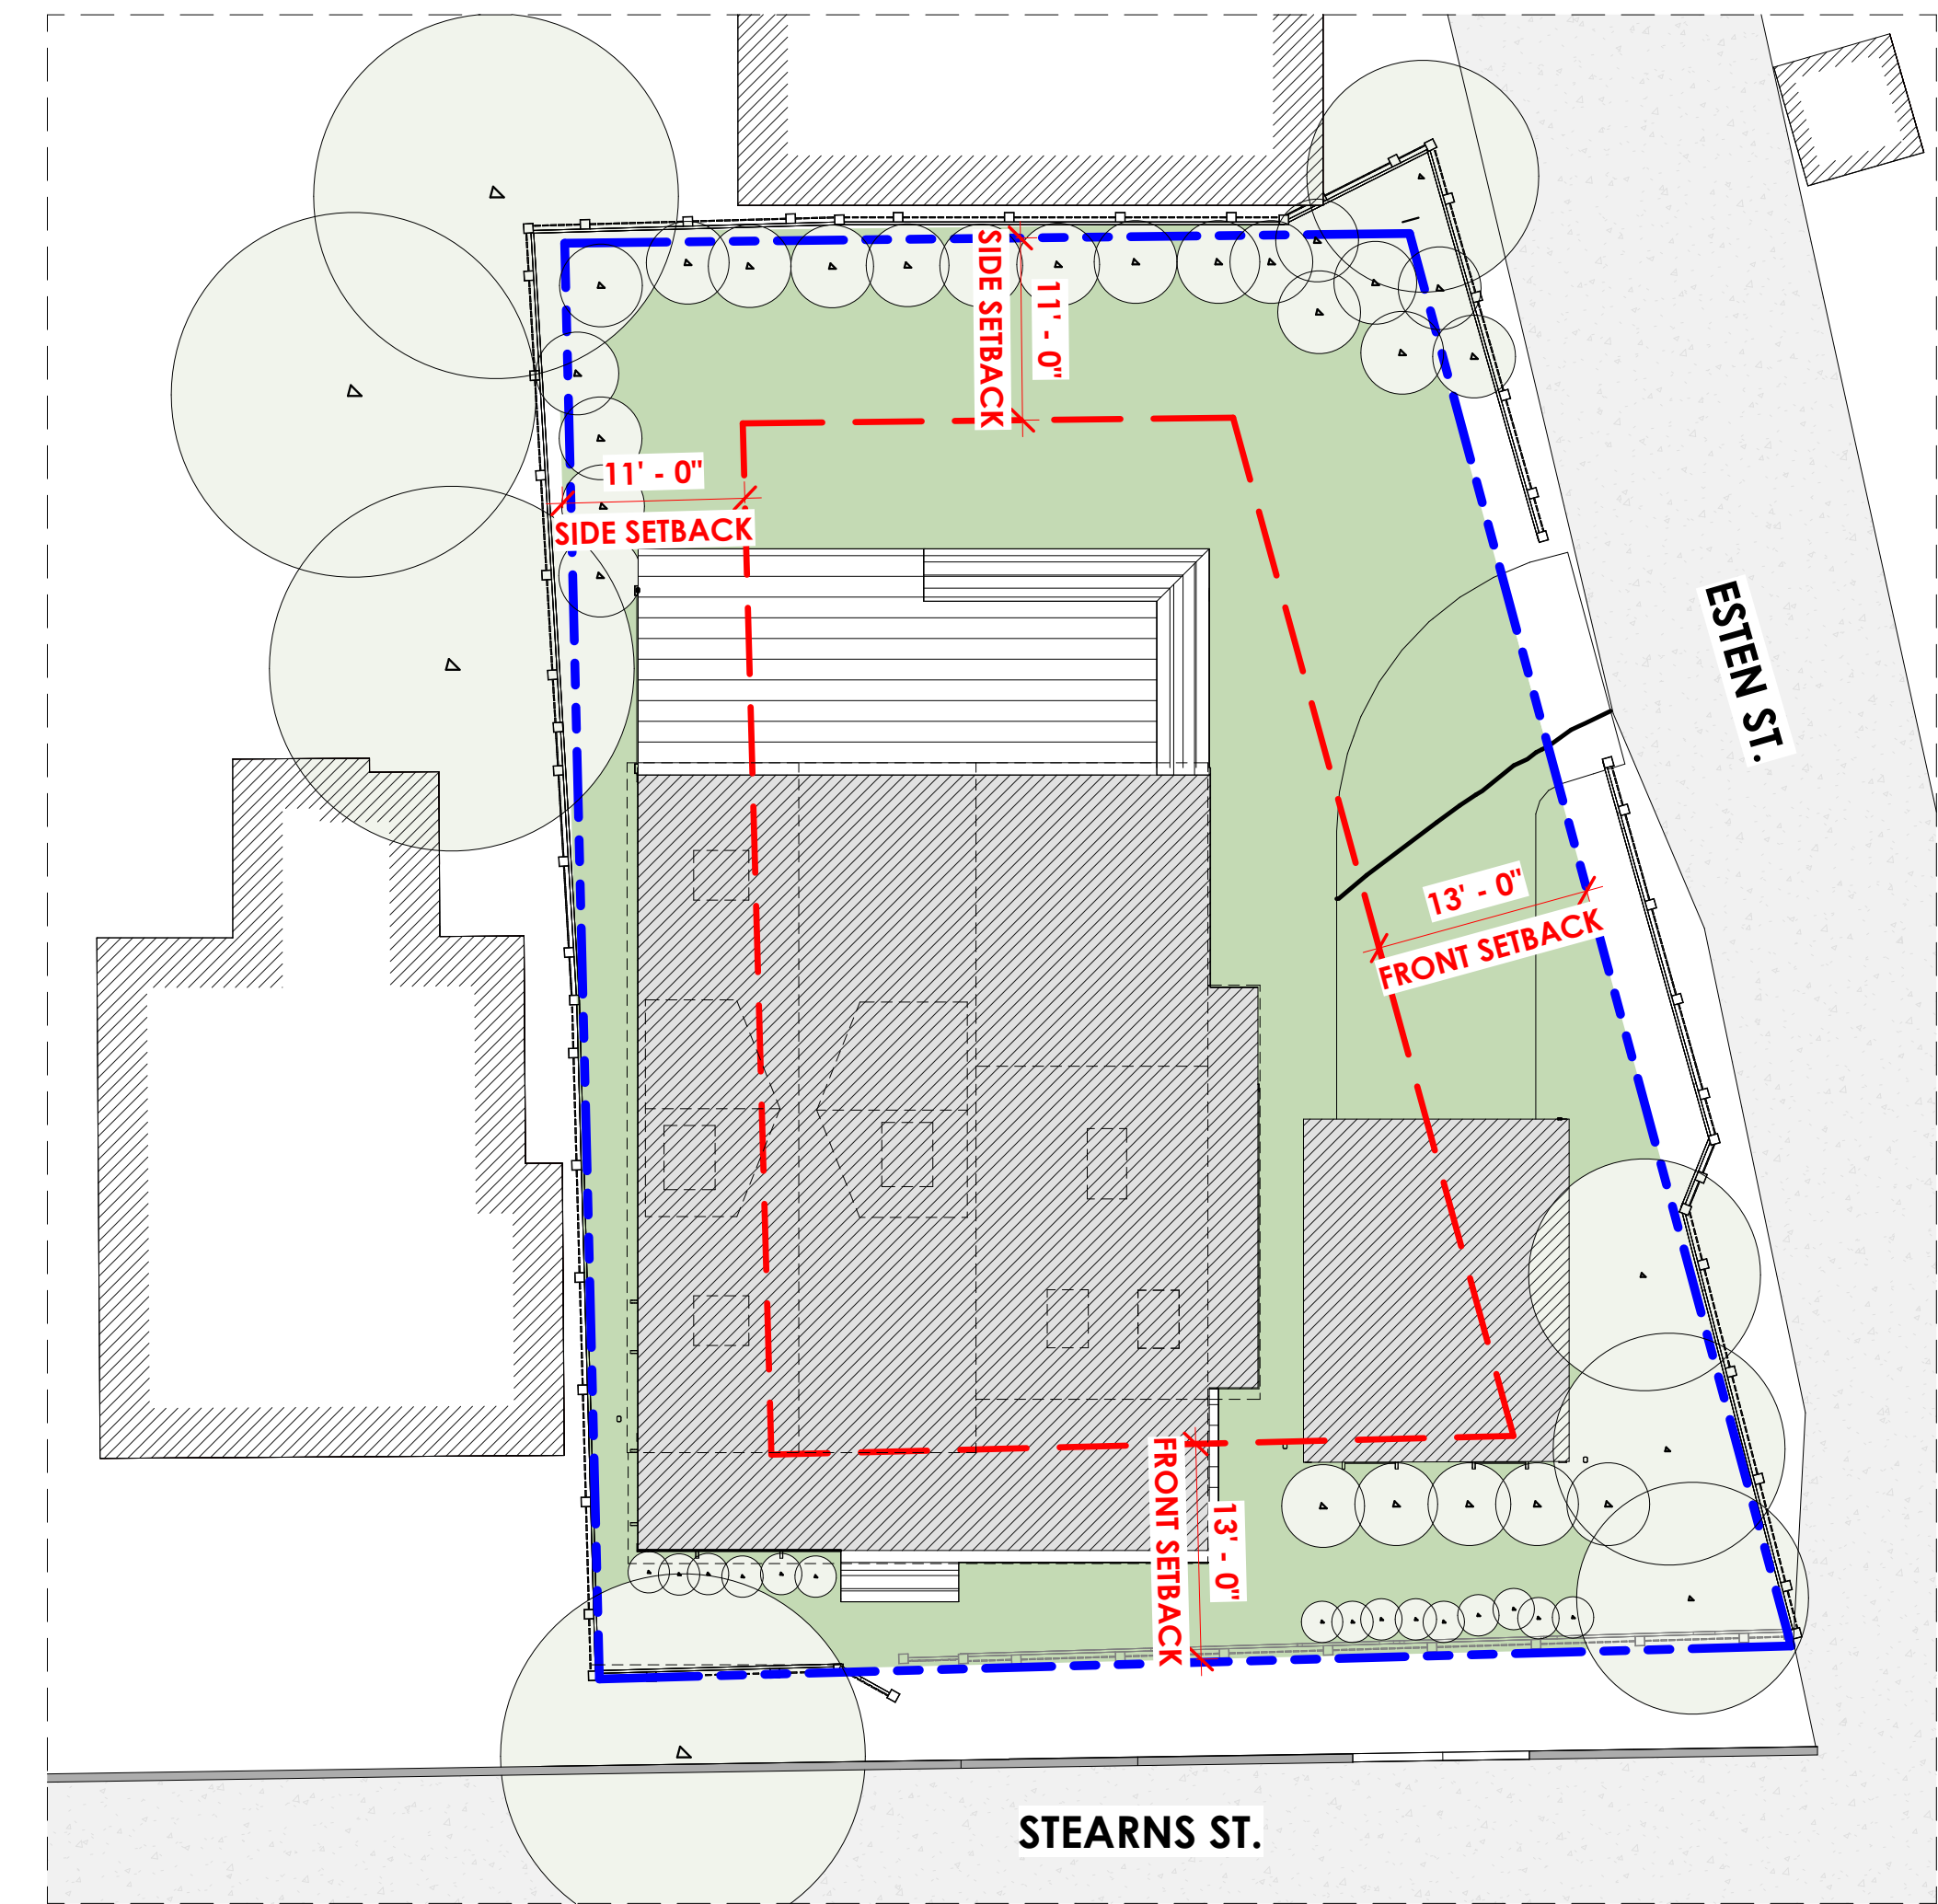 SIDE SETBACK
11' - 0"
11' - 0"
SIDE SETBACK
ESTEN ST.
13' - 0"
FRONT SETBACK
FRONT SETBACK
13' - 0"
STEARNS ST.